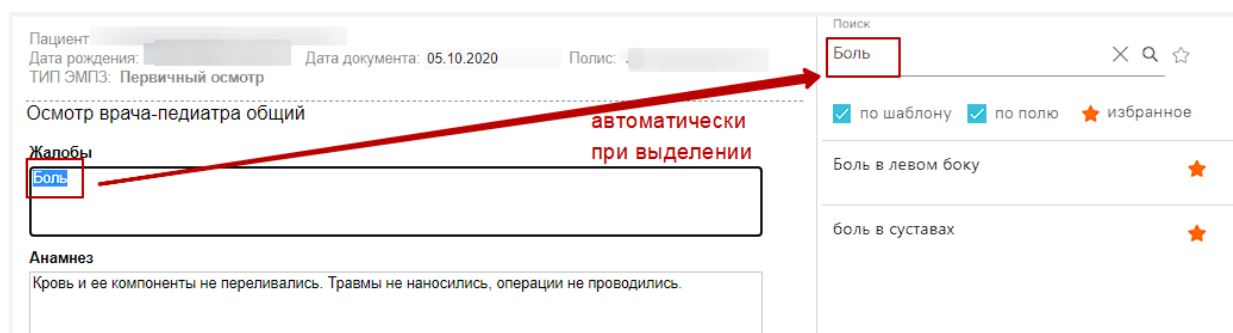 Пациент
Дата рождения: Дата документа: 05.10.2020 Полис:
ТИП ЭМПЗ: Первичный осмотр
Осмотр врача-педиатра общий
Жалобы
Боль
автоматически
при выделении
Анамнез
Кровь и ее компоненты не переливались. Травмы не наносились, операции не проводились.
Поиск
Боль
по шаблону по полю избранное
Боль в левом боку
боль в суставах